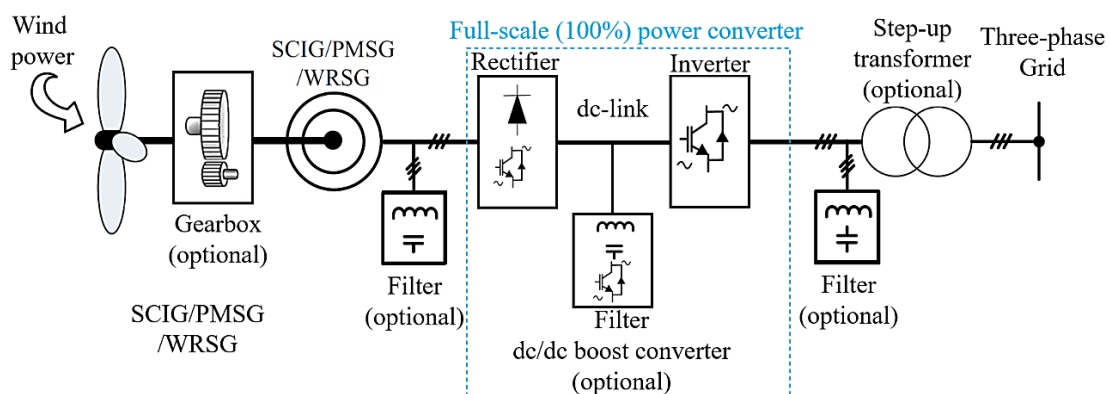 Wind
power
Gearbox
(optional)
SCIG/PMSG
/WRSG
SCIG/PMSG
/WRSG
Filter
(optional)
Full-scale (100%) power converter
Rectifier
dc-link
Inverter
Filter
dc/dc boost converter
(optional)
Filter
(optional)
Step-up
transformer
(optional)
Three-phase
Grid